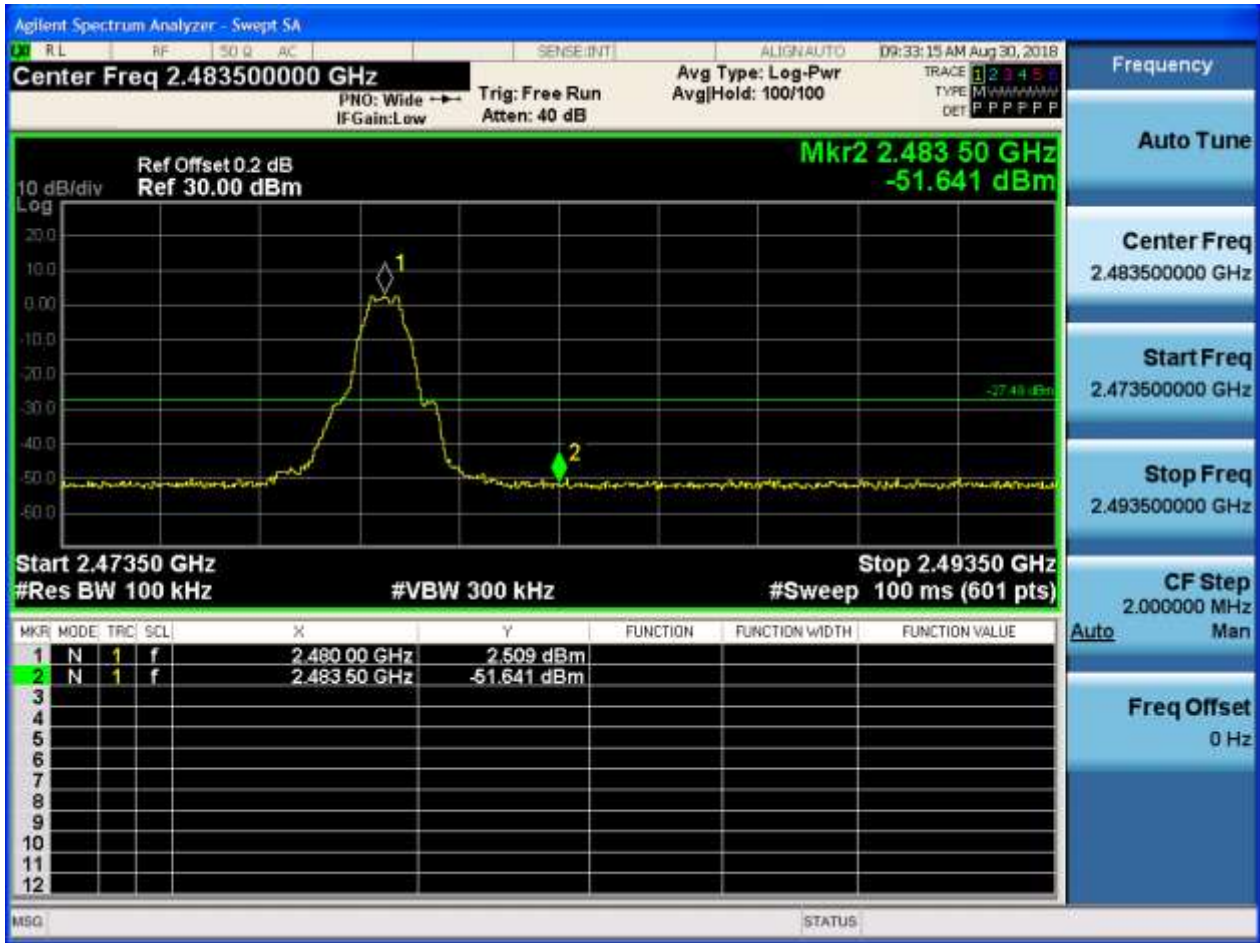 Agilent Spectrum Analyzer - Swept SA
RL RF 50 Ω AC SENSE:INT ALIGN AUTO 09:33:15 AM Aug 30, 2018
Center Freq 2.483500000 GHz
PNO: Wide
IFGain:Low
Trig: Free Run
Atten: 40 dB
Avg Type: Log-Pwr
Avg|Hold: 100/100
TRACE 1 2 3 4 5 6
TYPE M
DET P P P P P P
Frequency
Auto Tune
Center Freq
2.483500000 GHz
Start Freq
2.473500000 GHz
Stop Freq
2.493500000 GHz
CF Step
2.000000 MHz
Auto Man
Freq Offset
0 Hz
Mkr2 2.483 50 GHz
-51.641 dBm
Ref Offset 0.2 dB
10 dB/div Ref 30.00 dBm
Log
20.0
10.0
0.00
-10.0
-20.0
-30.0
-40.0
-50.0
-60.0
1
2
Start 2.47350 GHz Stop 2.49350 GHz
#Res BW 100 kHz #VBW 300 kHz #Sweep 100 ms (601 pts)
MKR MODE TRC SCL X Y FUNCTION FUNCTION WIDTH FUNCTION VALUE
1 N 1 f 2.480 00 GHz 2.509 dBm
2 N 1 f 2.483 50 GHz -51.641 dBm
3
4
5
6
7
8
9
10
11
12
MSG STATUS